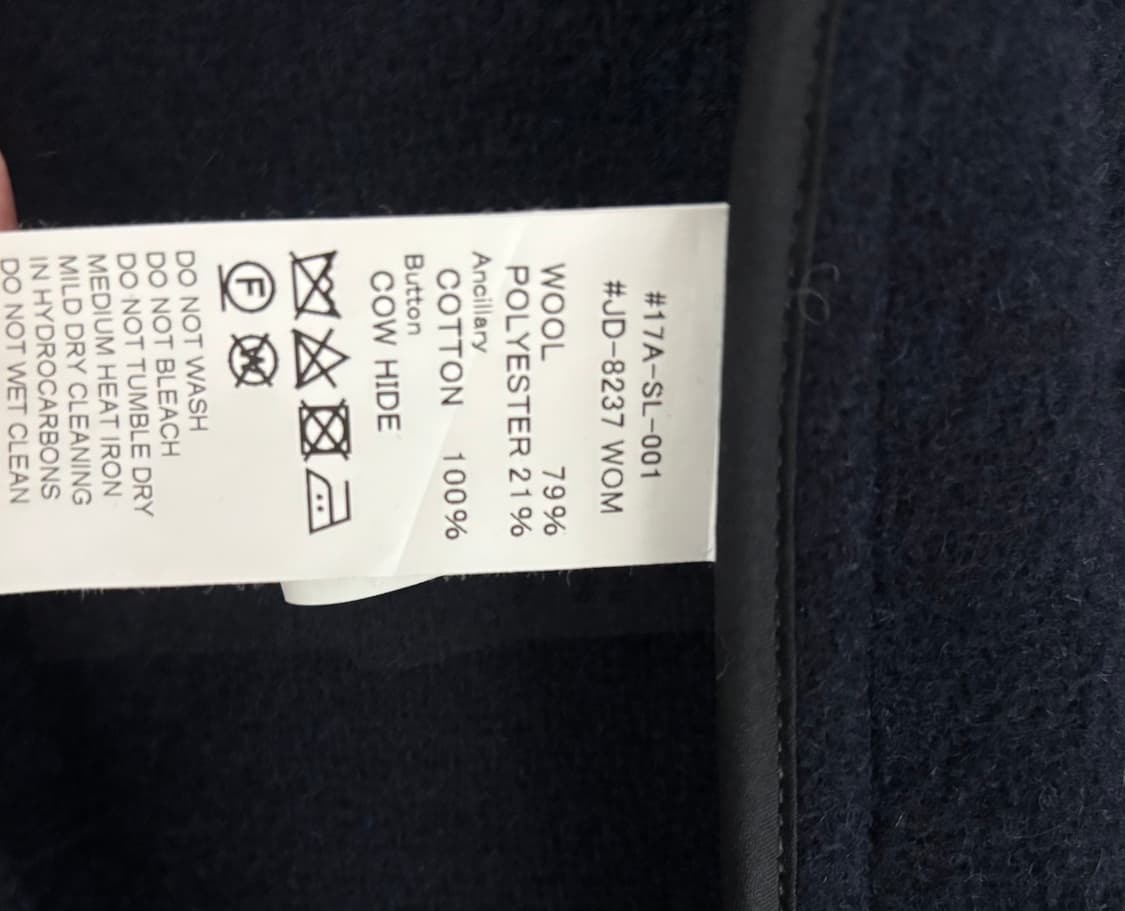 #17A-SL-001
#JD-8237 WOM
WOOL 79%
POLYESTER 21%
Ancillary
COTTON 100%
Button
COW HIDE
F W
DO NOT WASH
DO NOT BLEACH
DO NOT TUMBLE DRY
MEDIUM HEAT IRON
MILD DRY CLEANING
IN HYDROCARBONS
DO NOT WET CLEAN